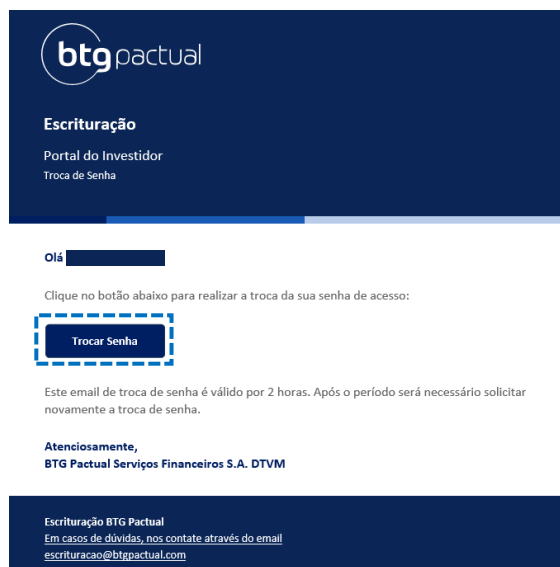 btg pactual
Escrituração
Portal do Investidor
Troca de Senha
Olá
Clique no botão abaixo para realizar a troca da sua senha de acesso:
Trocar Senha
Este email de troca de senha é válido por 2 horas. Após o período será necessário solicitar
novamente a troca de senha.
Atenciosamente,
BTG Pactual Serviços Financeiros S.A. DTVM
Escrituração BTG Pactual
Em casos de dúvidas, nos contate através do email
escrituracao@btgpactual.com